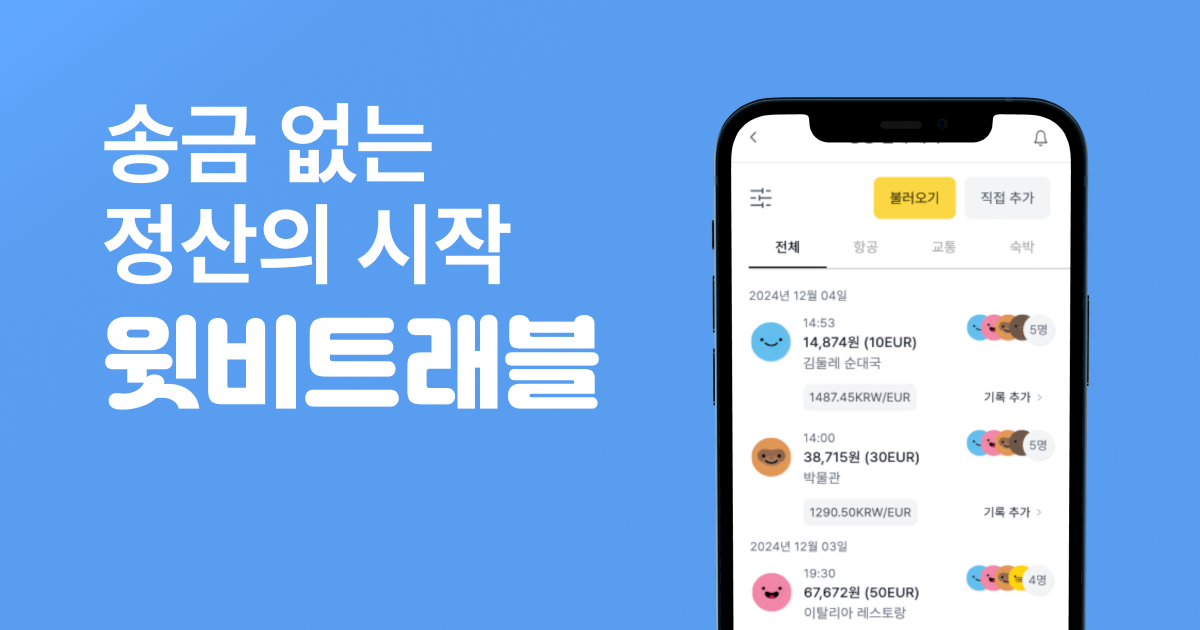 송금 없는
정산의 시작
윗비트래블
불러오기
직접 추가
전체
항공
교통
숙박
2024년 12월 04일
14:53
14,874원 (10EUR)
김둘레 순대국
5명
1487.45KRW/EUR
기록 추가
14:00
38,715원 (30EUR)
박물관
5명
1290.50KRW/EUR
기록 추가
2024년 12월 03일
19:30
67,672원 (50EUR)
이탈리아 레스토랑
4명